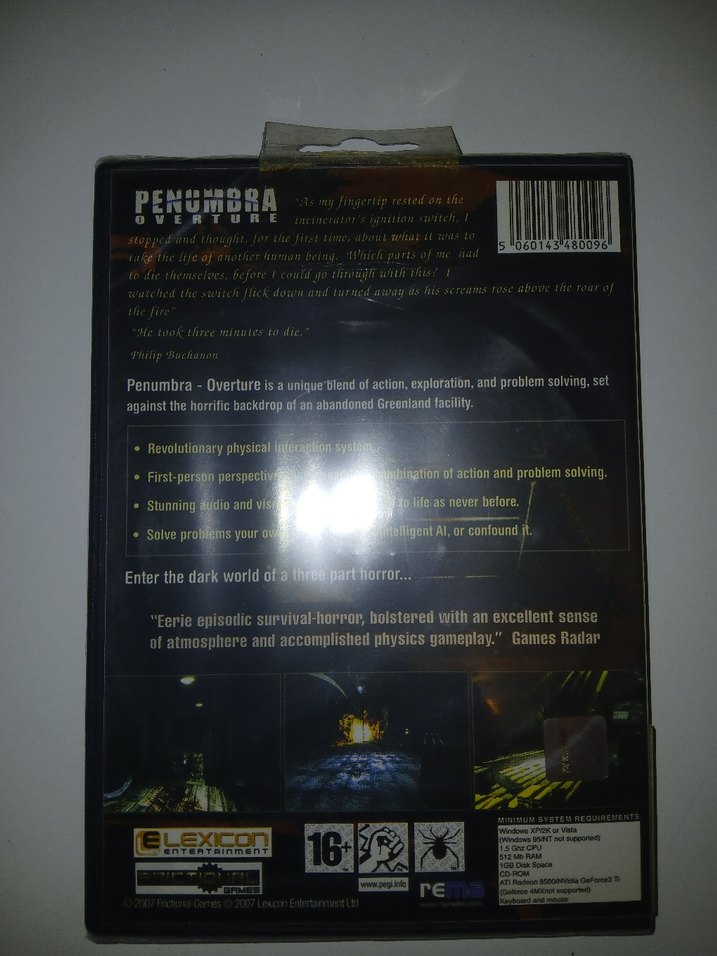 PENUMBRA
OVERTURE
"As my fingertip rested on the
incinerator's ignition switch, I
stopped and thought, for the first time, about what it was to
take the life of another human being. Which parts of me had
to die themselves, before I could go through with this? I
watched the switch flick down and turned away as his screams rose above the roar of
the fire"
"He took three minutes to die."
Philip Buchanon
5 060143 480096
Penumbra - Overture is a unique blend of action, exploration, and problem solving, set
against the horrific backdrop of an abandoned Greenland facility.
• Revolutionary physical interaction system
• First-person perspectiv mbination of action and problem solving.
• Stunning audio and vis to life as never before.
• Solve problems your ow intelligent AI, or confound it.
Enter the dark world of a three part horror...
"Eerie episodic survival-horror, bolstered with an excellent sense
of atmosphere and accomplished physics gameplay." Games Radar
LEXICON
ENTERTAINMENT
FRICTIONAL
GAMES
16+
www.pegi.info
rema
© 2007 Frictional Games © 2007 Lexicon Entertainment Ltd
MINIMUM SYSTEM REQUIREMENTS
Windows XP/2K or Vista
(Windows 95/NT not supported)
1.5 Ghz CPU
512 Mb RAM
1GB Disk Space
CD-ROM
ATI Radeon 8500/NVidia GeForce3 Ti
(Geforce 4MXnot supported)
Keyboard and mouse